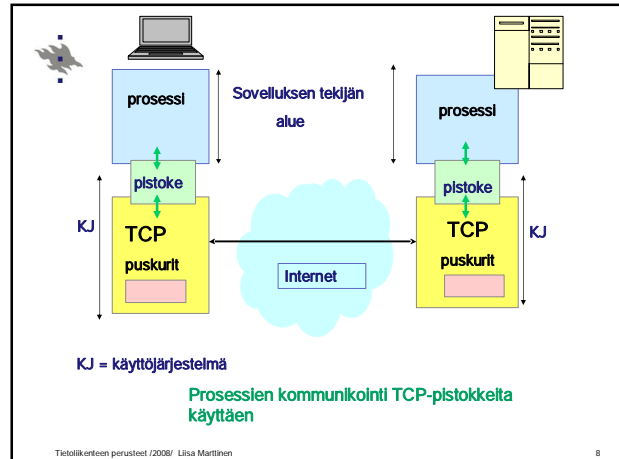 prosessi
Sovelluksen tekijän
alue
prosessi
pistoke
pistoke
KJ
TCP
puskurit
Internet
TCP
puskurit
KJ
KJ = käyttöjärjestelmä
Prosessien kommunikointi TCP-pistokkeita
käyttäen
Tietoliikenteen perusteet /2008/ Liisa Marttinen
8